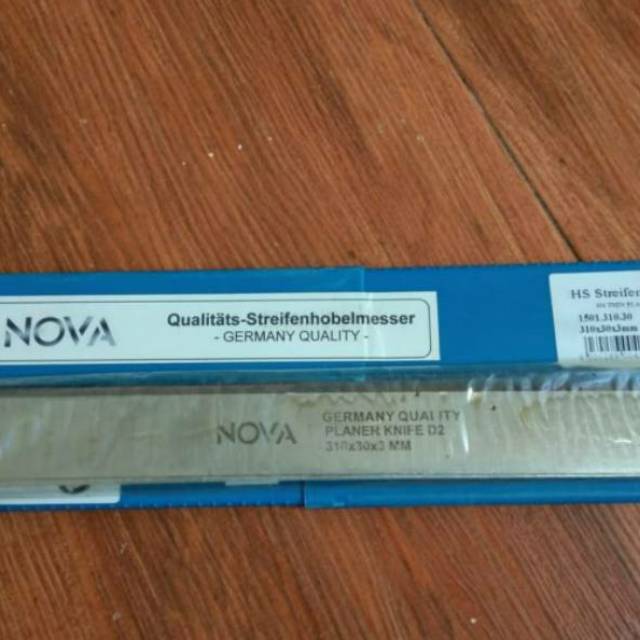 NOVA
Qualitäts-Streifenhobelmesser
- GERMANY QUALITY -
HS Streifen
1501.310.30
310x30x3mm
NOVA
GERMANY QUALITY
PLANER KNIFE D2
310x30x3 MM